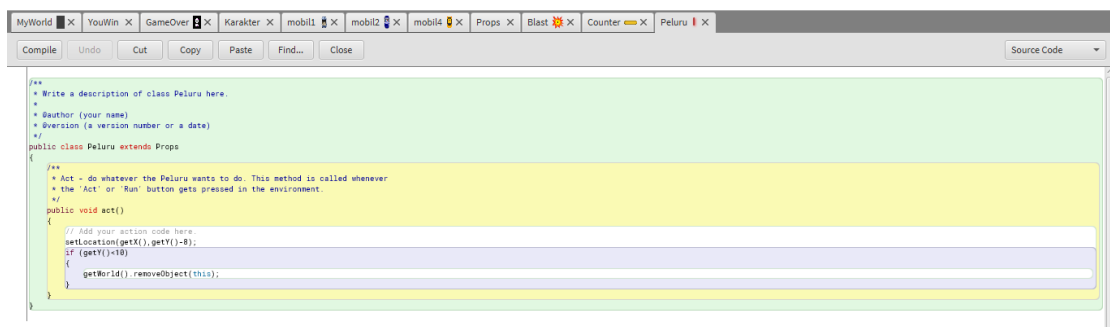 MyWorld YouWin GameOver Karakter mobil1 mobil2 mobil4 Props Blast Counter Peluru
Compile Undo Cut Copy Paste Find... Close Source Code
/**
 * Write a description of class Peluru here.
 *
 * @author (your name)
 * @version (a version number or a date)
 */
public class Peluru extends Props
{
    /**
     * Act - do whatever the Peluru wants to do. This method is called whenever
     * the 'Act' or 'Run' button gets pressed in the environment.
     */
    public void act()
    {
        // Add your action code here.
        setLocation(getX(),getY()-8);
        if (getY()<10)
        {
            getWorld().removeObject(this);
        }
    }
}